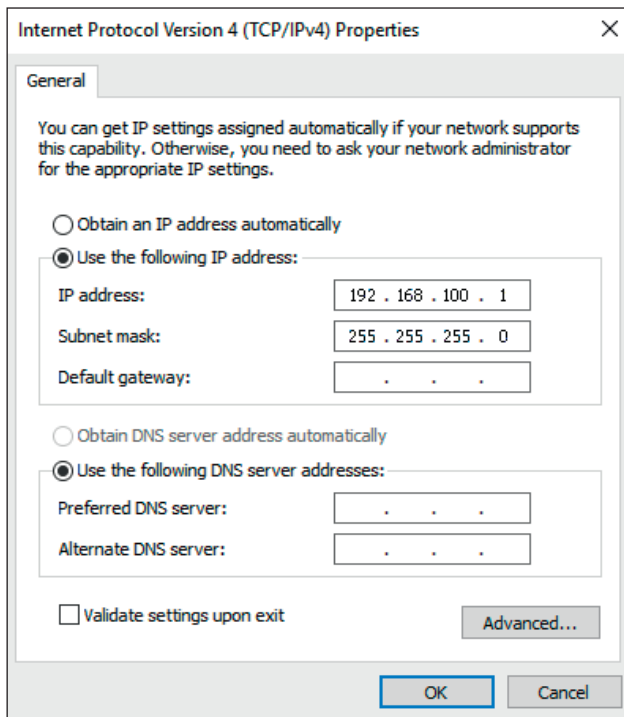 Internet Protocol Version 4 (TCP/IPv4) Properties
General
You can get IP settings assigned automatically if your network supports
this capability. Otherwise, you need to ask your network administrator
for the appropriate IP settings.
Obtain an IP address automatically
Use the following IP address:
IP address: 192 . 168 . 100 . 1
Subnet mask: 255 . 255 . 255 . 0
Default gateway: . . .
Obtain DNS server address automatically
Use the following DNS server addresses:
Preferred DNS server: . . .
Alternate DNS server: . . .
Validate settings upon exit
Advanced...
OK Cancel